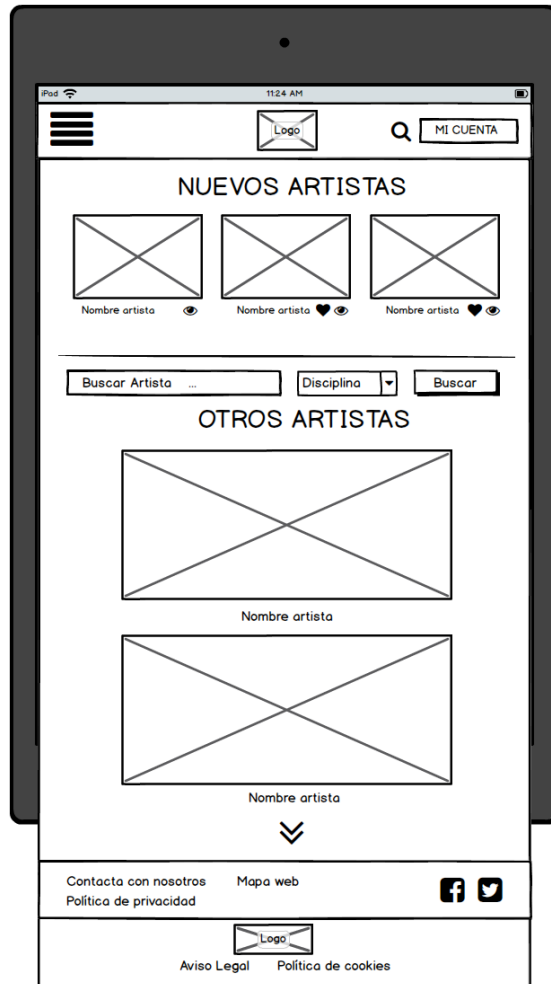 iPad 11:24 AM
Logo MI CUENTA
NUEVOS ARTISTAS
Nombre artista Nombre artista Nombre artista
Buscar Artista ... Disciplina Buscar
OTROS ARTISTAS
Nombre artista
Nombre artista
Contacta con nosotros Mapa web
Política de privacidad
Logo
Aviso Legal Política de cookies